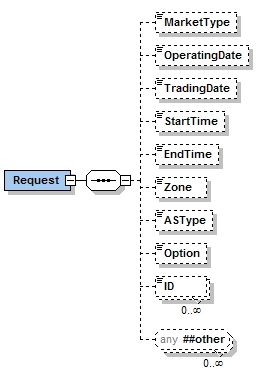 MarketType
OperatingDate
TradingDate
StartTime
EndTime
Request
Zone
ASType
Option
ID
0..∞
any ##other
0..∞